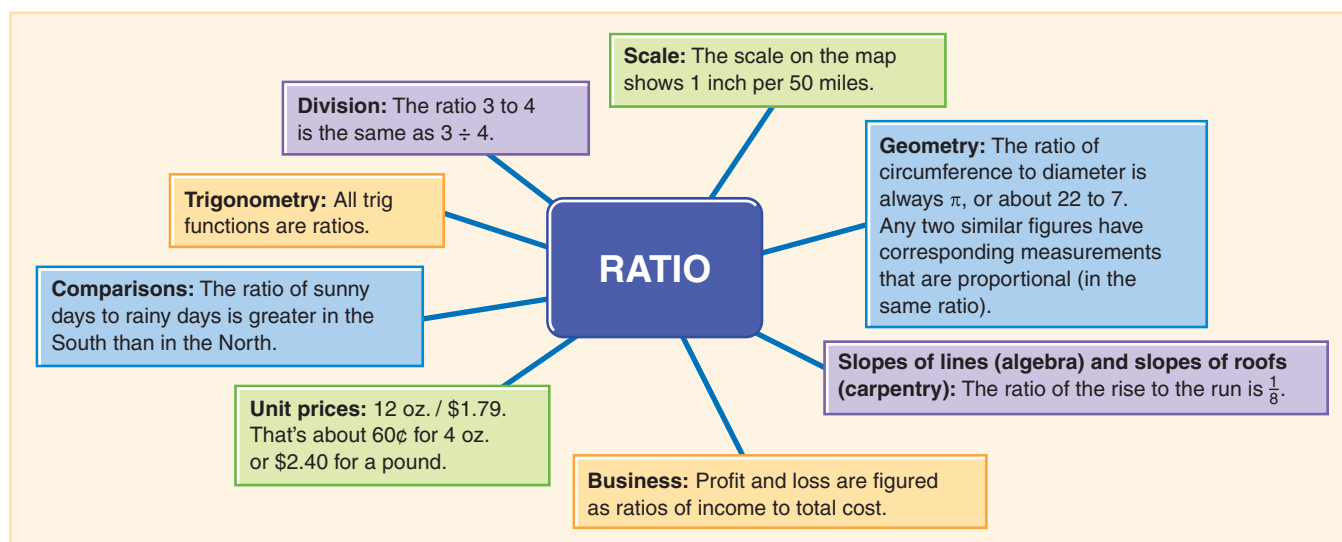 Scale: The scale on the map
shows 1 inch per 50 miles.
Division: The ratio 3 to 4
is the same as 3 ÷ 4.
Geometry: The ratio of
circumference to diameter is
always π, or about 22 to 7.
Any two similar figures have
corresponding measurements
that are proportional (in the
same ratio).
Trigonometry: All trig
functions are ratios.
RATIO
Comparisons: The ratio of sunny
days to rainy days is greater in the
South than in the North.
Slopes of lines (algebra) and slopes of roofs
(carpentry): The ratio of the rise to the run is 1/8.
Unit prices: 12 oz. / $1.79.
That's about 60¢ for 4 oz.
or $2.40 for a pound.
Business: Profit and loss are figured
as ratios of income to total cost.